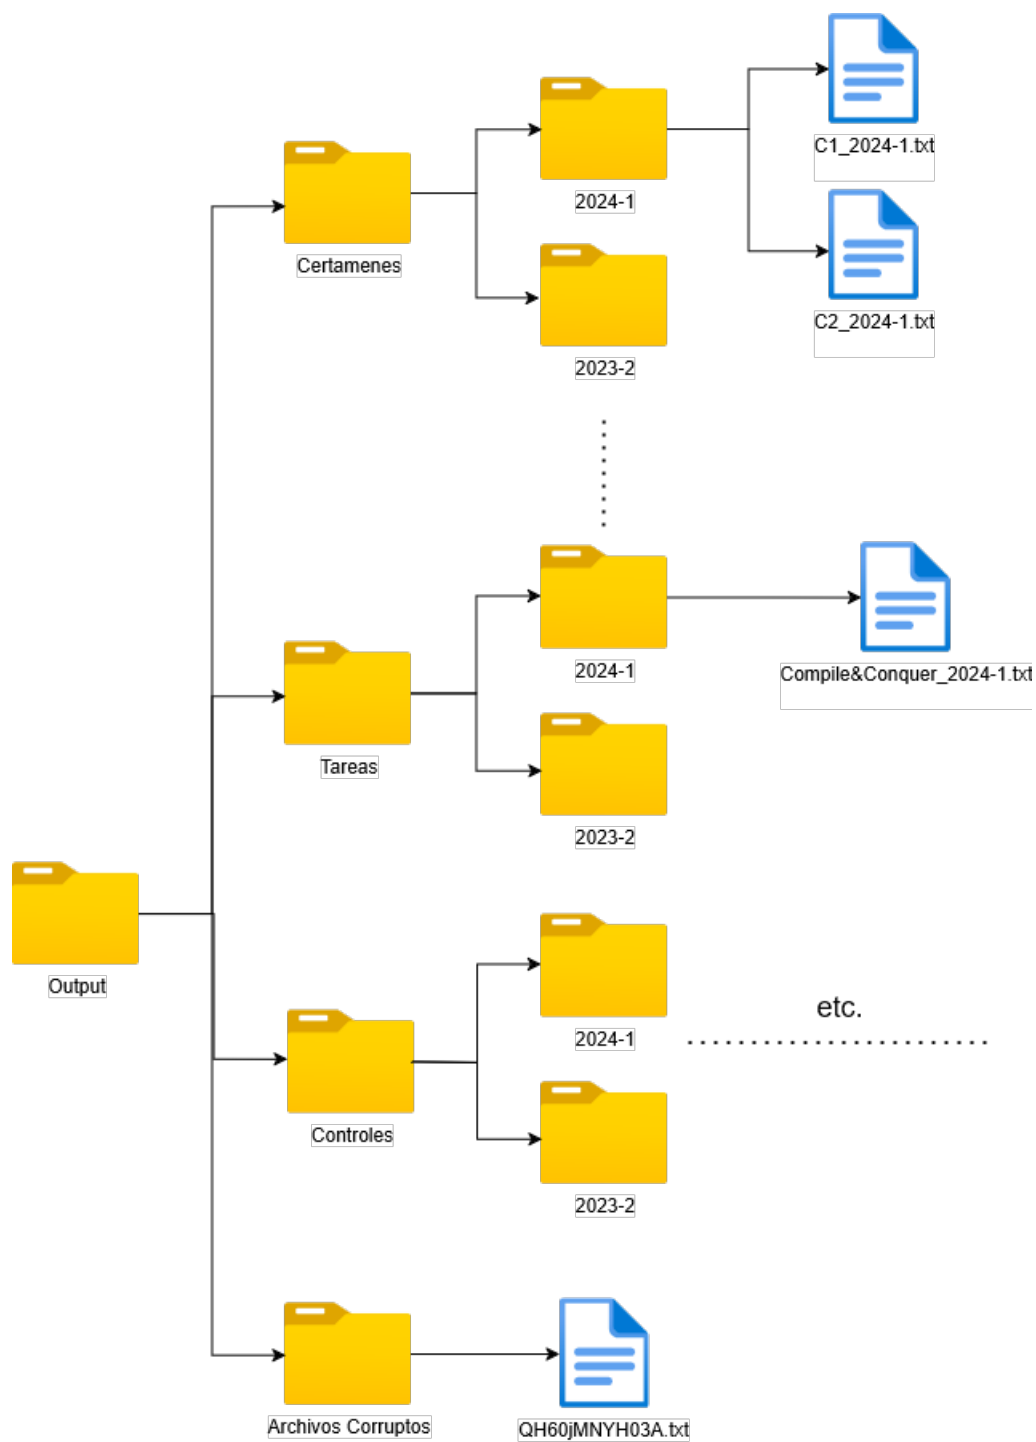 C1_2024-1.txt
2024-1
Certamenes
C2_2024-1.txt
2023-2
2024-1
Compile&Conquer_2024-1.txt
Tareas
2023-2
Output
etc.
2024-1
Controles
2023-2
Archivos Corruptos
QH60jMNYH03A.txt